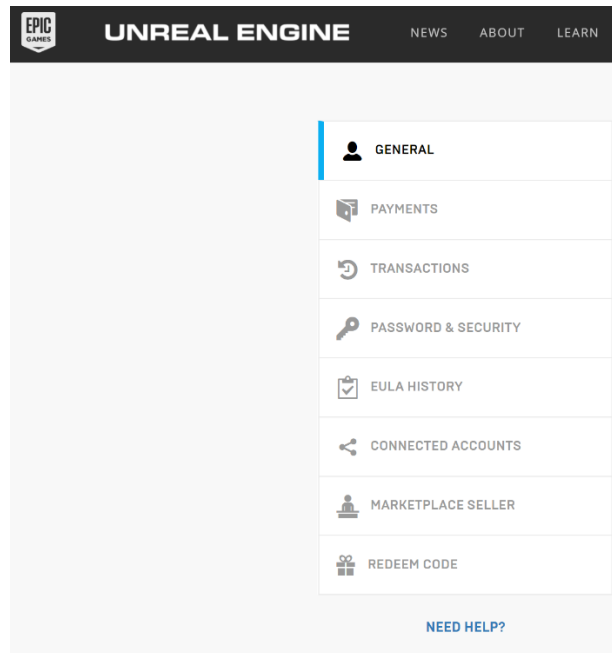 EPIC
GAMES
UNREAL ENGINE
NEWS
ABOUT
LEARN
GENERAL
PAYMENTS
TRANSACTIONS
PASSWORD & SECURITY
EULA HISTORY
CONNECTED ACCOUNTS
MARKETPLACE SELLER
REDEEM CODE
NEED HELP?